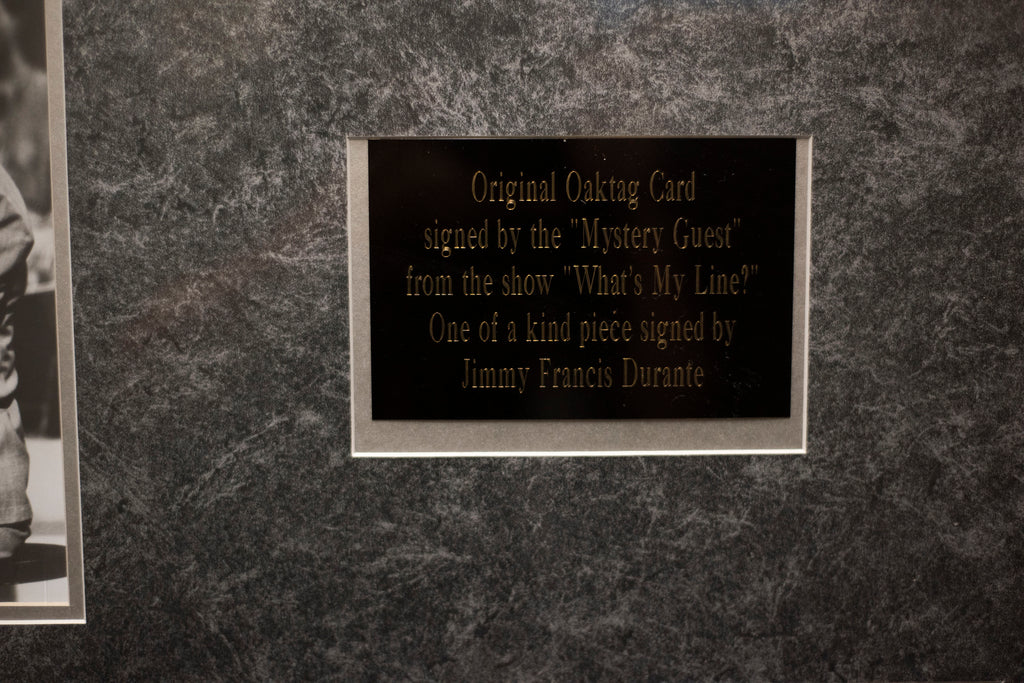 Original Oaktag Card
signed by the "Mystery Guest"
from the show "What's My Line?"
One of a kind piece signed by
Jimmy Francis Durante